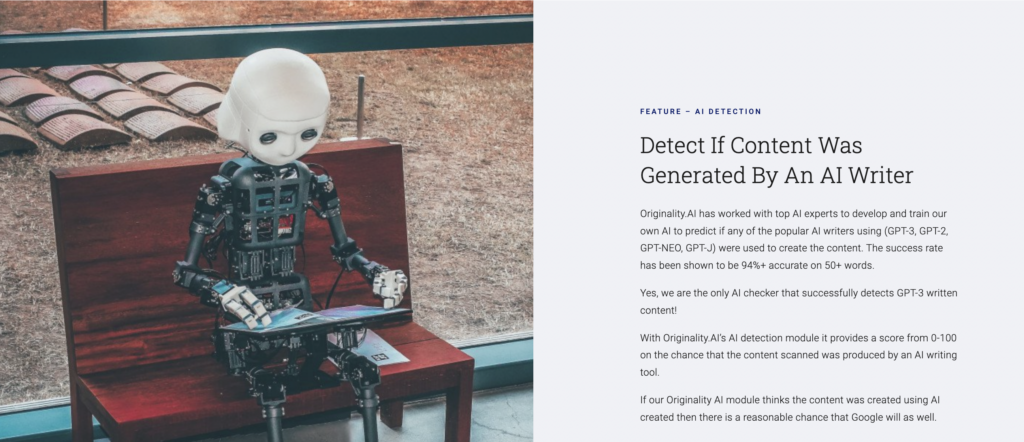 FEATURE – AI DETECTION
Detect If Content Was
Generated By An AI Writer
Originality.AI has worked with top AI experts to develop and train our
own AI to predict if any of the popular AI writers using (GPT-3, GPT-2,
GPT-NEO, GPT-J) were used to create the content. The success rate
has been shown to be 94%+ accurate on 50+ words.
Yes, we are the only AI checker that successfully detects GPT-3 written
content!
With Originality.AI's AI detection module it provides a score from 0-100
on the chance that the content scanned was produced by an AI writing
tool.
If our Originality AI module thinks the content was created using AI
created then there is a reasonable chance that Google will as well.